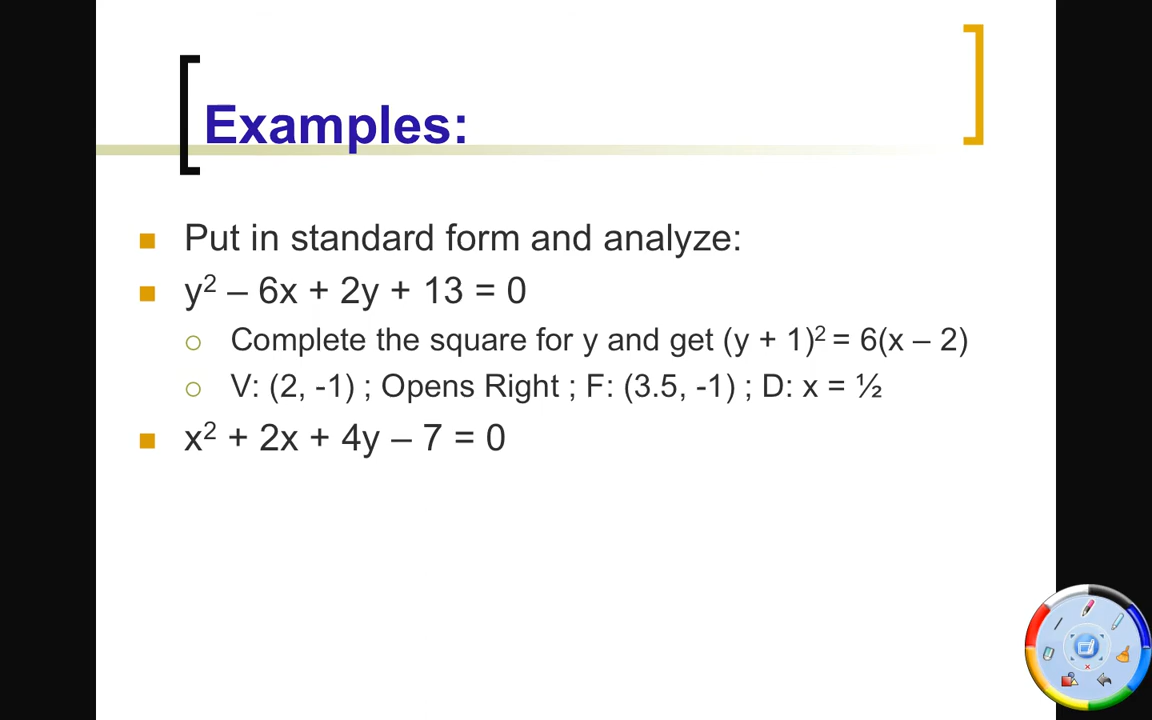 Examples:
Put in standard form and analyze:
y² – 6x + 2y + 13 = 0
Complete the square for y and get (y + 1)² = 6(x – 2)
V: (2, -1) ; Opens Right ; F: (3.5, -1) ; D: x = ½
x² + 2x + 4y – 7 = 0